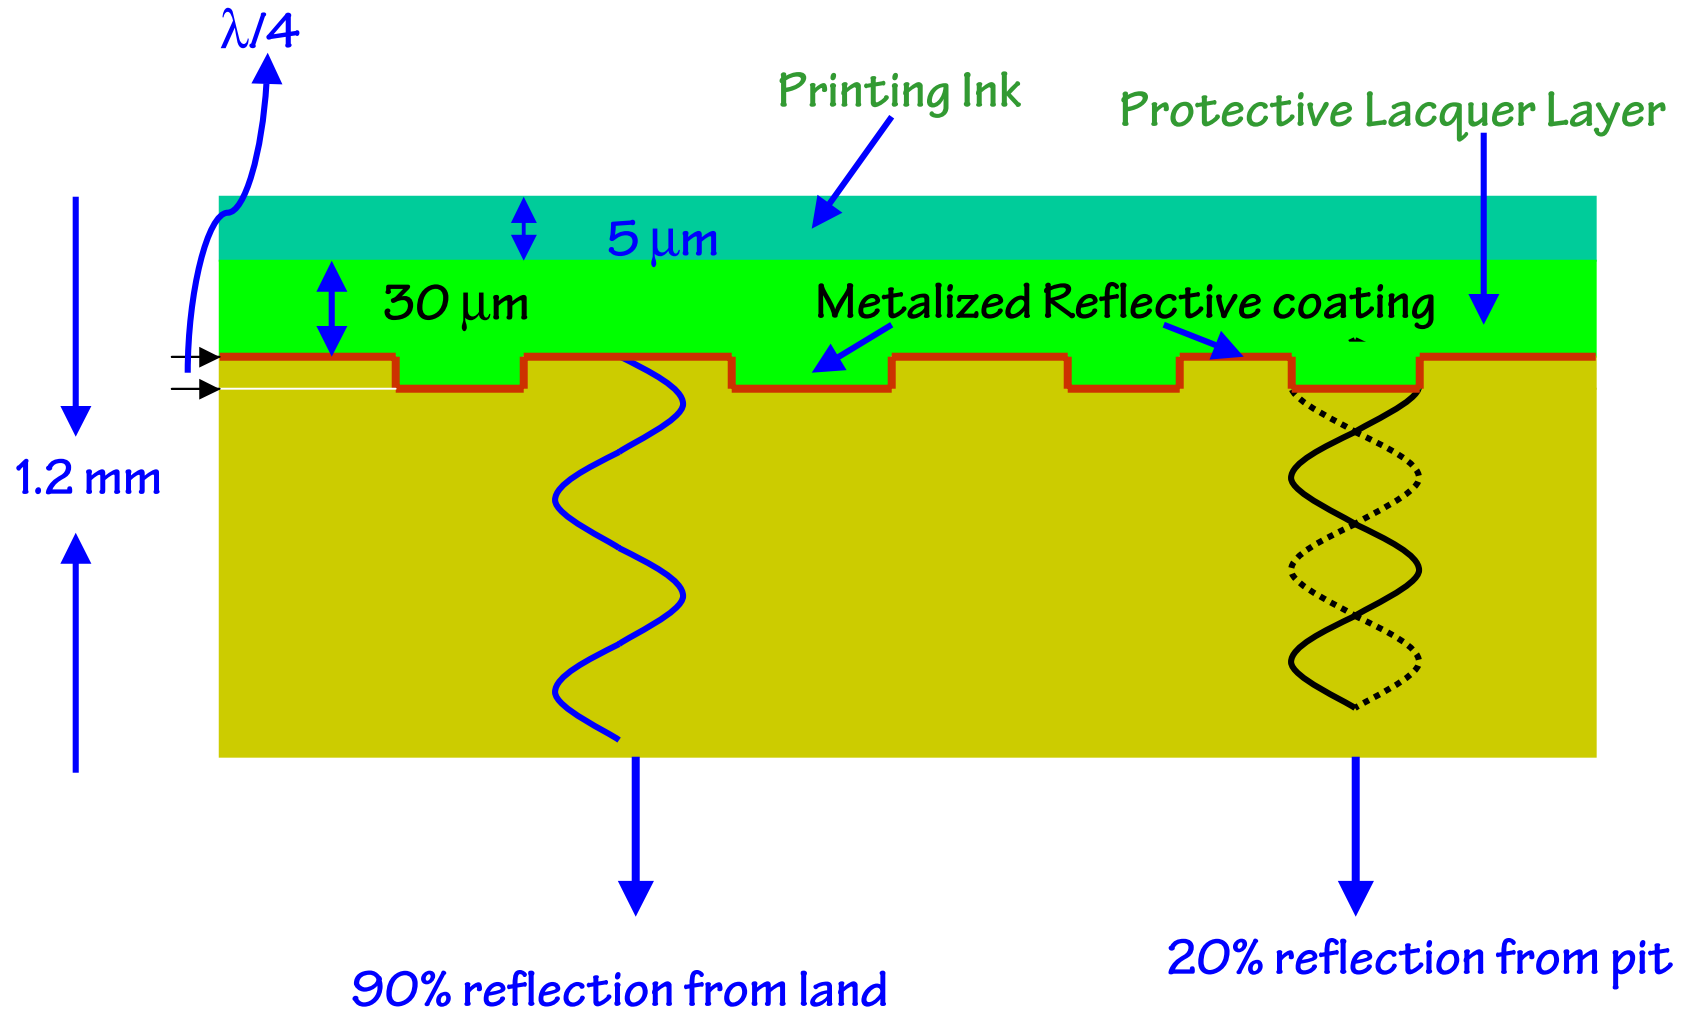 λ/4
Printing Ink
Protective Lacquer Layer
5 μm
30 μm
Metalized Reflective coating
1.2 mm
20% reflection from pit
90% reflection from land